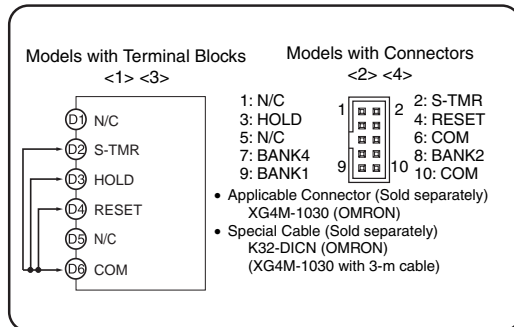 Models with Terminal Blocks
<1> <3>
D1 N/C
D2 S-TMR
D3 HOLD
D4 RESET
D5 N/C
D6 COM
Models with Connectors
<2> <4>
1: N/C
3: HOLD
5: N/C
7: BANK4
9: BANK1
1 2
9 10
2: S-TMR
4: RESET
6: COM
8: BANK2
10: COM
• Applicable Connector (Sold separately)
XG4M-1030 (OMRON)
• Special Cable (Sold separately)
K32-DICN (OMRON)
(XG4M-1030 with 3-m cable)